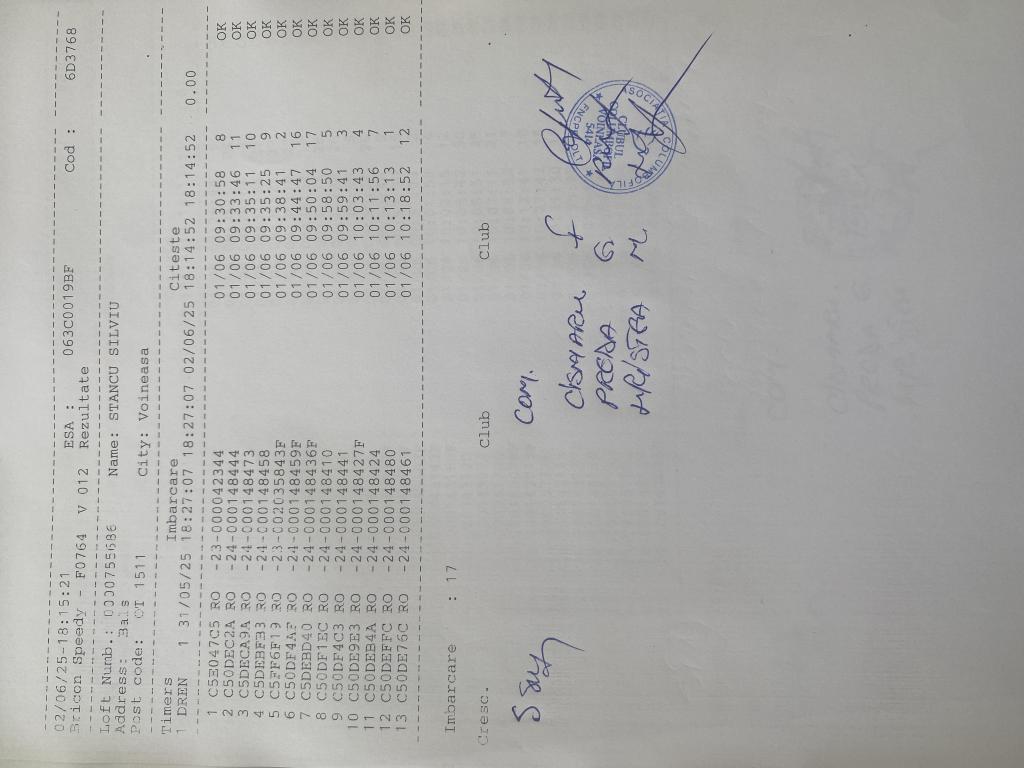 02/06/25-18:15:21 ESA : 063C0019BF Cod : 6D3768
Bricon Speedy - F0764 V 012 Rezultate
Loft Numb.: 0000755686 Name: STANCU SILVIU
Address: Bals
Post code: OT 1511 City: Voineasa
Timers Imbarcare Citeste
1 DREN 1 31/05/25 18:27:07 18:27:07 02/06/25 18:14:52 18:14:52 0.00
1 C5E047C5 RO -23-000042344 01/06 09:30:58 8 OK
2 C50DEC2A RO -24-000148444 01/06 09:33:46 11 OK
3 C5DECA9A RO -24-000148473 01/06 09:35:11 10 OK
4 C5DEBFB3 RO -24-000148458 01/06 09:35:25 9 OK
5 C5FF6F19 RO -23-002035843F 01/06 09:38:41 2 OK
6 C50DF4AF RO -24-000148459F 01/06 09:44:47 16 OK
7 C5DEBD40 RO -24-000148436F 01/06 09:50:04 17 OK
8 C50DF1EC RO -24-000148410 01/06 09:58:50 5 OK
9 C50DF4C3 RO -24-000148441 01/06 09:59:41 3 OK
10 C50DE9E3 RO -24-000148427F 01/06 10:03:43 4 OK
11 C50DEB4A RO -24-000148424 01/06 10:11:56 7 OK
12 C50DEFFC RO -24-000148480 01/06 10:13:13 1 OK
13 C50DE76C RO -24-000148461 01/06 10:18:52 12 OK
Imbarcare : 17
Cresc. Club Club
COM.
CISMARU F
PREDA G
M
CLUBUL
VOINEASA